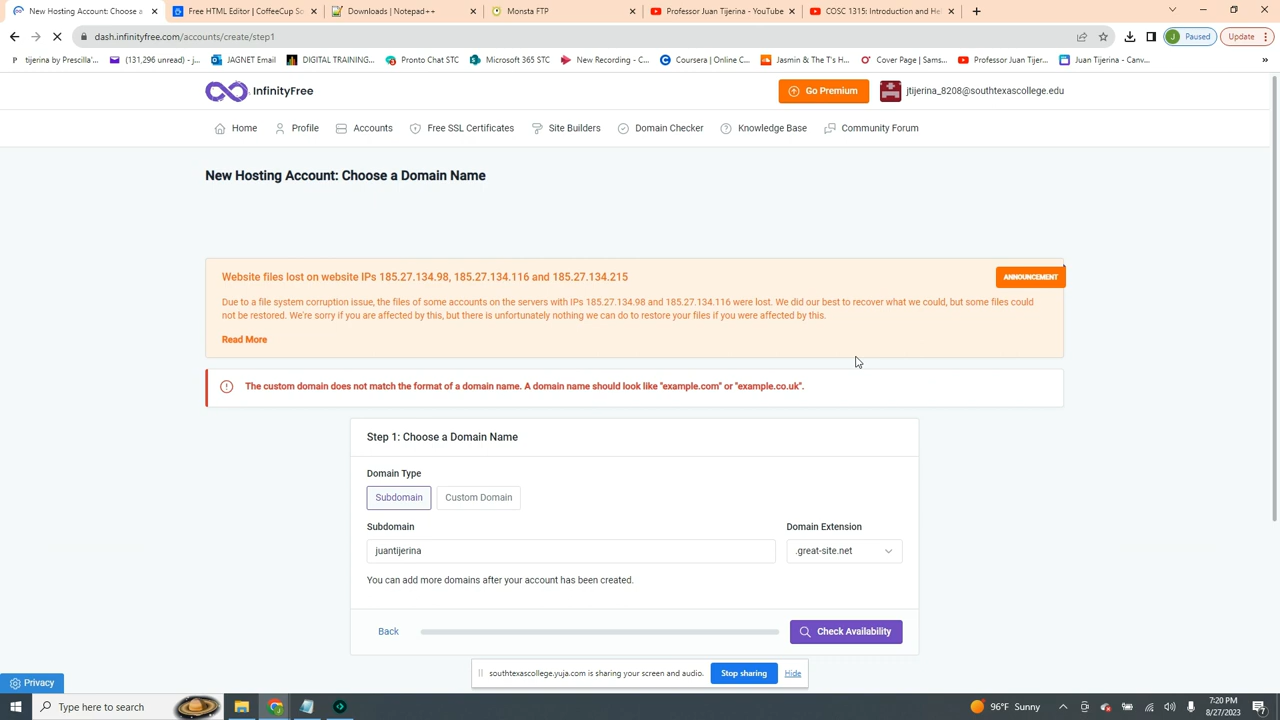 New Hosting Account: Choose a
Free HTML Editor | CoffeeCup So
Downloads | Notepad++
Monsta FTP
Professor Juan Tijerina - YouTube
COSC 1315: Introduction and He
dash.infinityfree.com/accounts/create/step1
Paused
Update
tijerina by Prescilla'...
(131,296 unread) - j...
JAGNET Email
DIGITAL TRAINING...
Pronto Chat STC
Microsoft 365 STC
New Recording - C...
Coursera | Online C...
Jasmin & The T's H...
Cover Page | Sams...
Professor Juan Tijer...
Juan Tijerina - Canv...
»
InfinityFree
Go Premium
jtijerina_8208@southtexascollege.edu
Home
Profile
Accounts
Free SSL Certificates
Site Builders
Domain Checker
Knowledge Base
Community Forum
New Hosting Account: Choose a Domain Name
Website files lost on website IPs 185.27.134.98, 185.27.134.116 and 185.27.134.215
ANNOUNCEMENT
Due to a file system corruption issue, the files of some accounts on the servers with IPs 185.27.134.98 and 185.27.134.116 were lost. We did our best to recover what we could, but some files could
not be restored. We're sorry if you are affected by this, but there is unfortunately nothing we can do to restore your files if you were affected by this.
Read More
The custom domain does not match the format of a domain name. A domain name should look like "example.com" or "example.co.uk".
Step 1: Choose a Domain Name
Domain Type
Subdomain
Custom Domain
Subdomain
Domain Extension
juantijerina
.great-site.net
You can add more domains after your account has been created.
Back
Check Availability
southtexascollege.yuja.com is sharing your screen and audio.
Stop sharing
Hide
Privacy
Type here to search
96°F Sunny
7:20 PM
8/27/2023